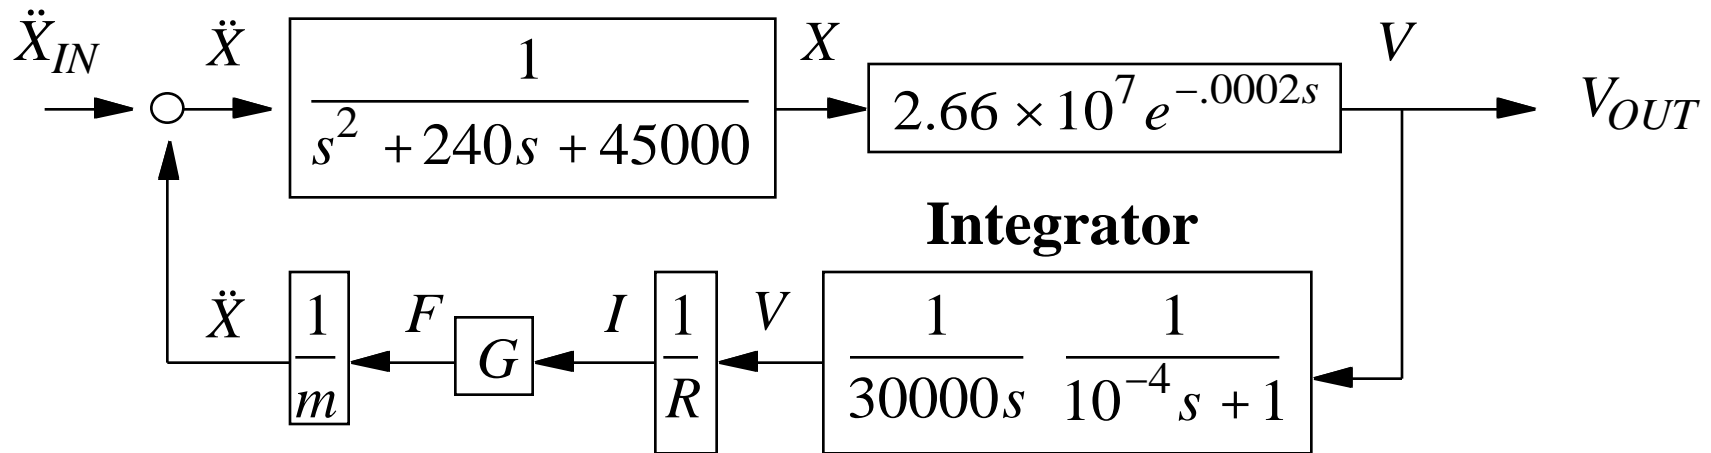 Ẍ_IN Ẍ 1 / (s^2 + 240s + 45000) X 2.66 × 10^7 e^{-.0002s} V V_OUT
Integrator
Ẍ 1/m F G I 1/R V 1/(30000s) 1/(10^{-4}s + 1)